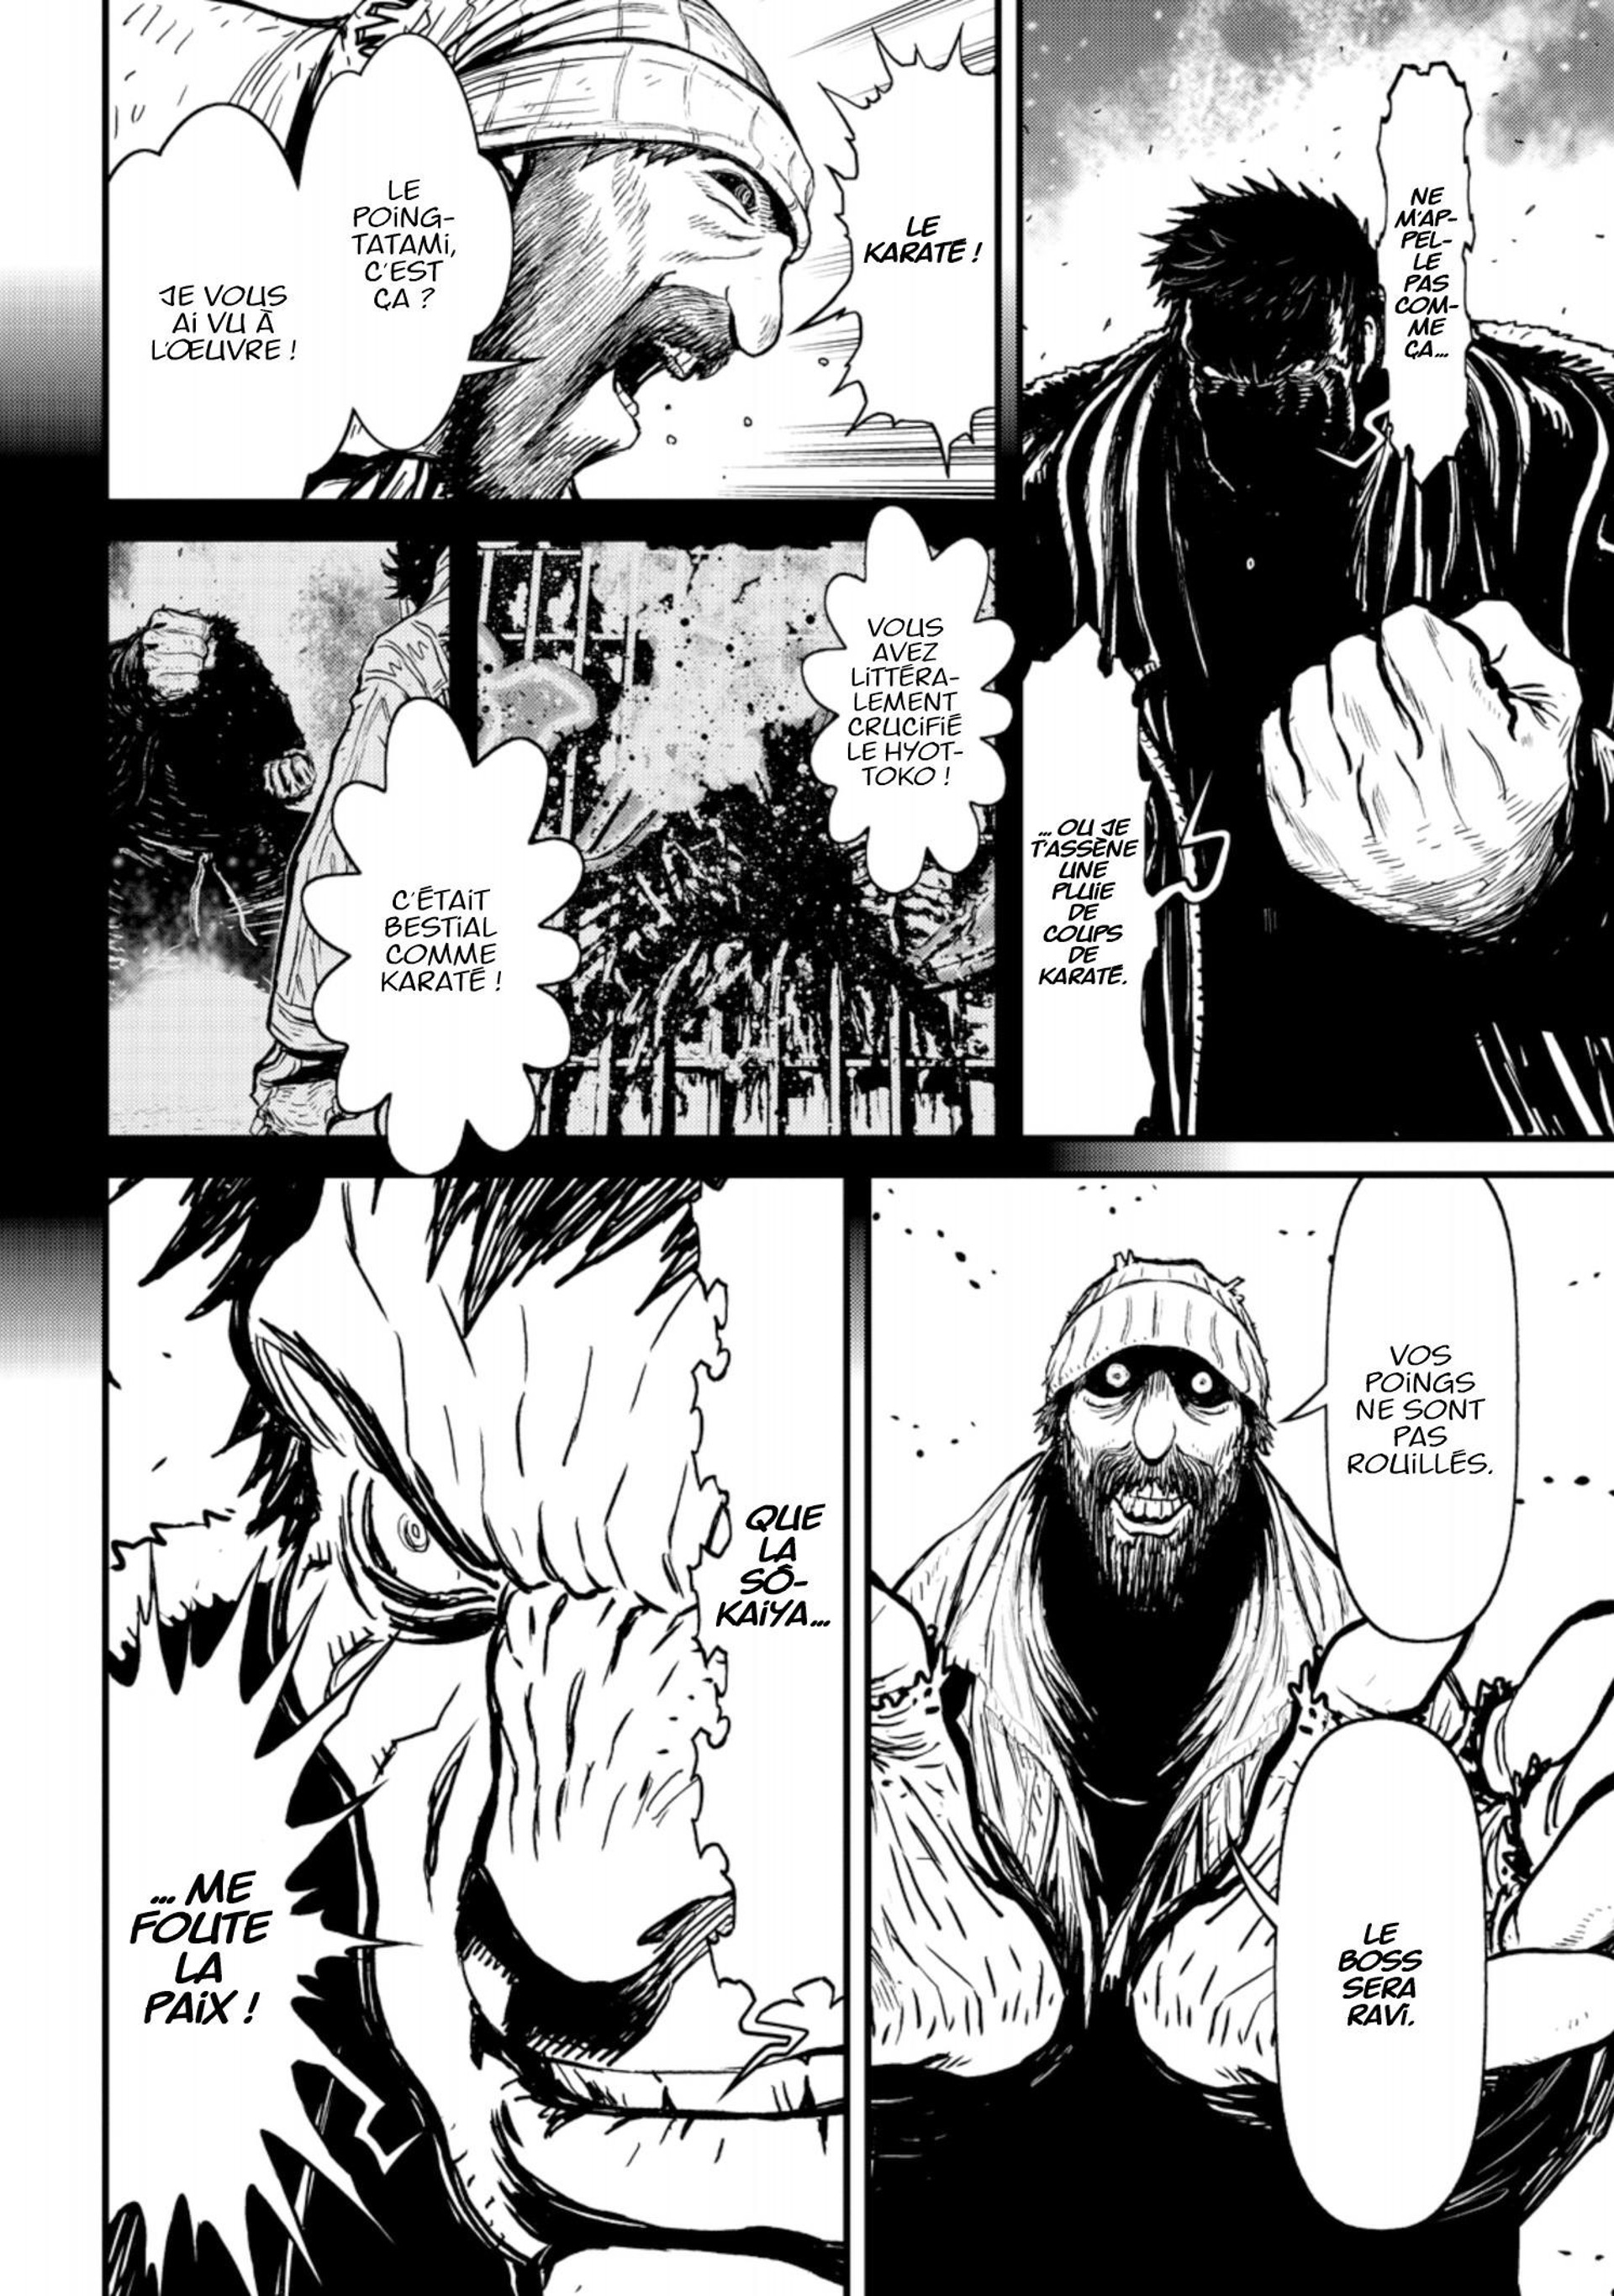 NE
M'AP-
PEL-
LE
PAS
COM-
ME
ÇA...
... OU JE
T'ASSÈNE
UNE
PLUIE
DE
COUPS
DE
KARATÉ.
LE
KARATÉ !
LE
POING-
TATAMI,
C'EST
ÇA ?
JE VOUS
AI VU À
L'OEUVRE !
VOUS
AVEZ
LITTÉRA-
LEMENT
CRUCIFIÉ
LE HYOT-
TOKO !
C'ÉTAIT
BESTIAL
COMME
KARATÉ !
VOS
POINGS
NE SONT
PAS
ROUILLÉS.
LE
BOSS
SERA
RAVI.
QUE
LA
SÔ-
KAIYA...
... ME
FOUTE
LA
PAIX !